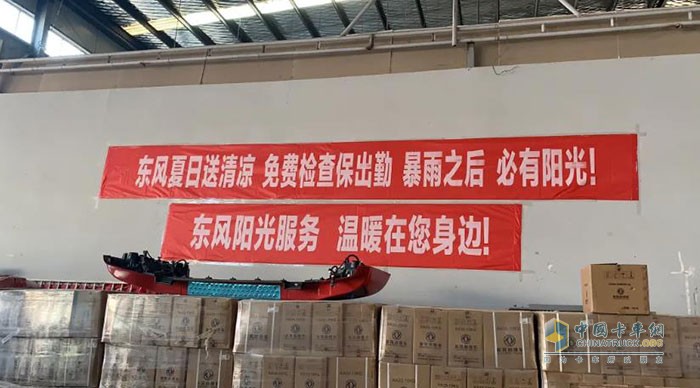 东风夏日送清凉 免费检查保出勤 暴雨之后 必有阳光!
东风阳光服务 温暖在您身边!
中国卡车网
CHINATRUCK.ORG